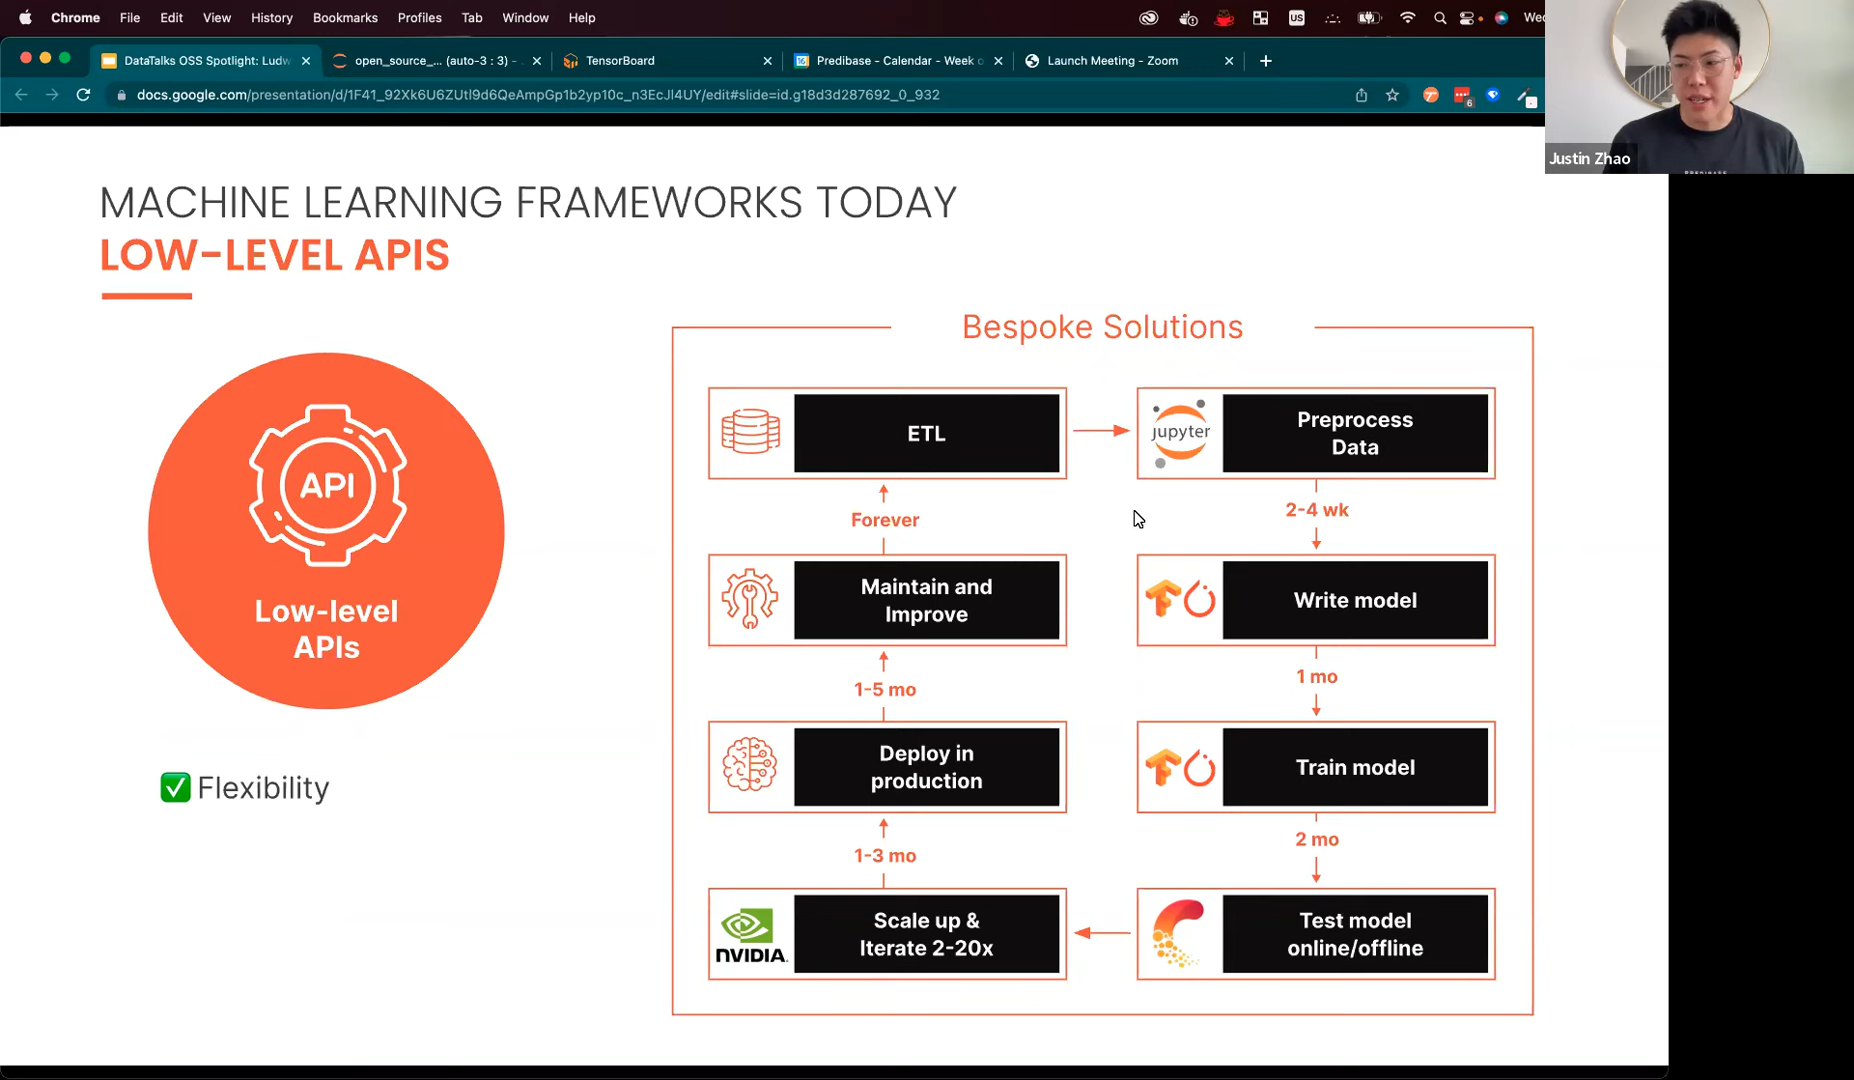 Chrome File Edit View History Bookmarks Profiles Tab Window Help
US
DataTalks OSS Spotlight: Ludw
open_source_... (auto-3 : 3) -
TensorBoard
Predibase - Calendar - Week o
Launch Meeting - Zoom
docs.google.com/presentation/d/1F41_92Xk6U6ZUtl9d6QeAmpGp1b2yp10c_n3EcJl4UY/edit#slide=id.g18d3d287692_0_932
6
Justin Zhao
MACHINE LEARNING FRAMEWORKS TODAY
LOW-LEVEL APIS
API
Low-level
APIs
✅ Flexibility
Bespoke Solutions
ETL
jupyter
Preprocess
Data
2-4 wk
Write model
1 mo
Train model
2 mo
Test model
online/offline
NVIDIA.
Scale up &
Iterate 2-20x
1-3 mo
Deploy in
production
1-5 mo
Maintain and
Improve
Forever